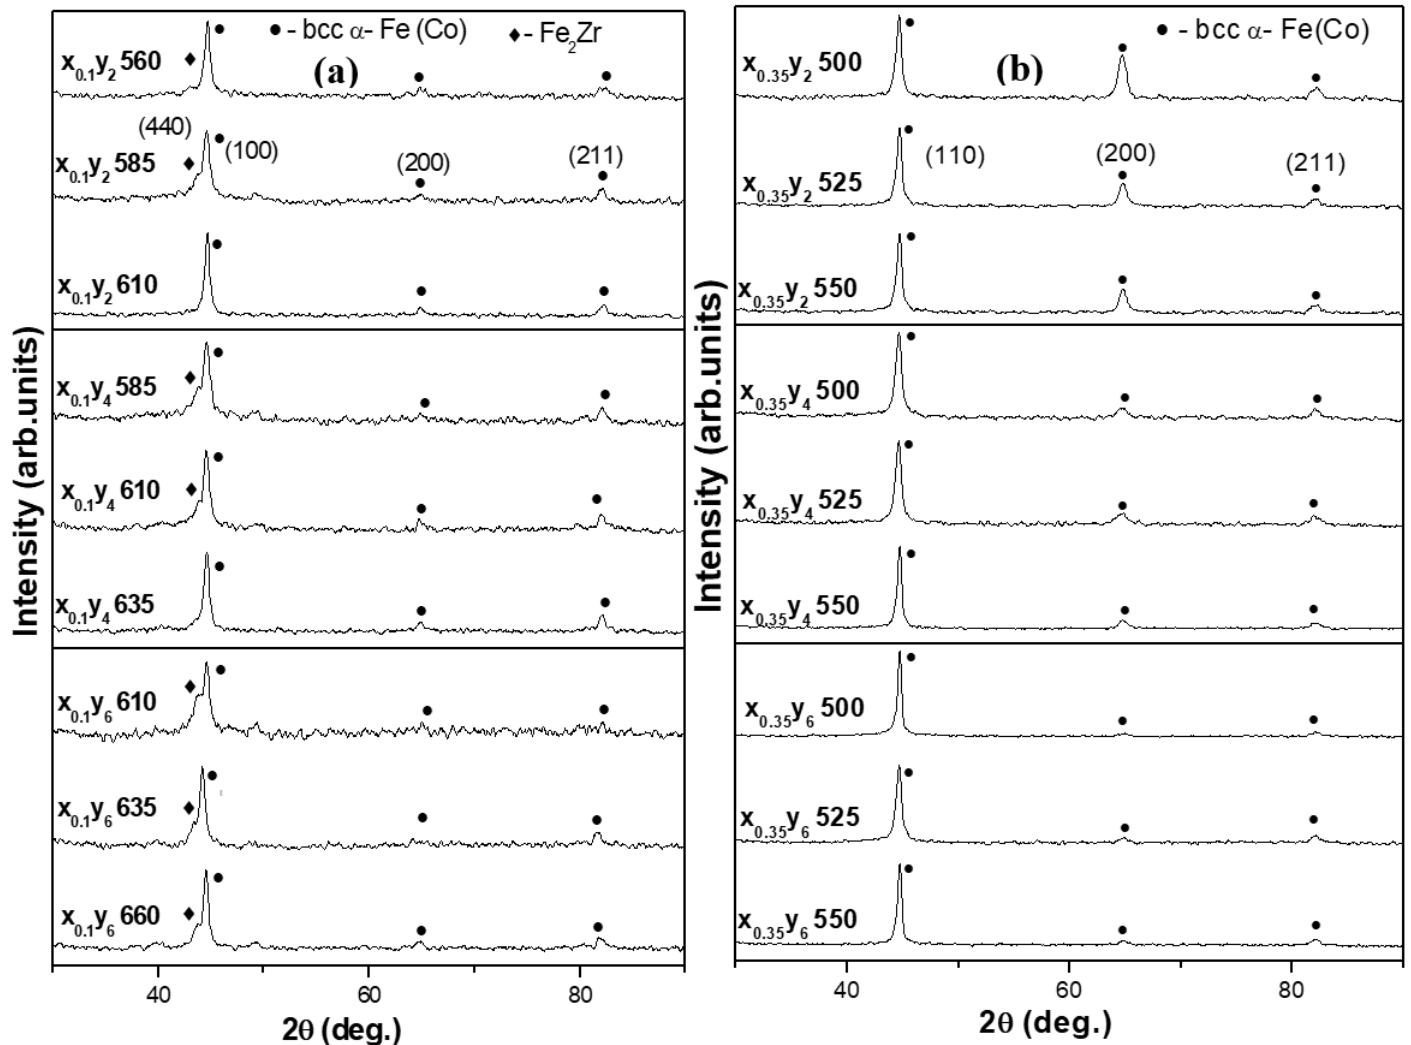 ● - bcc α- Fe (Co) ♦ - Fe₂Zr
(a)
x₀.₁y₂ 560
(440)
(100)
(200)
(211)
x₀.₁y₂ 585
x₀.₁y₂ 610
x₀.₁y₄ 585
x₀.₁y₄ 610
x₀.₁y₄ 635
x₀.₁y₆ 610
x₀.₁y₆ 635
x₀.₁y₆ 660
Intensity (arb.units)
40 60 80
2θ (deg.)
● - bcc α- Fe(Co)
(b)
x₀.₃₅y₂ 500
(110)
(200)
(211)
x₀.₃₅y₂ 525
x₀.₃₅y₂ 550
x₀.₃₅y₄ 500
x₀.₃₅y₄ 525
x₀.₃₅y₄ 550
x₀.₃₅y₆ 500
x₀.₃₅y₆ 525
x₀.₃₅y₆ 550
Intensity (arb.units)
40 60 80
2θ (deg.)